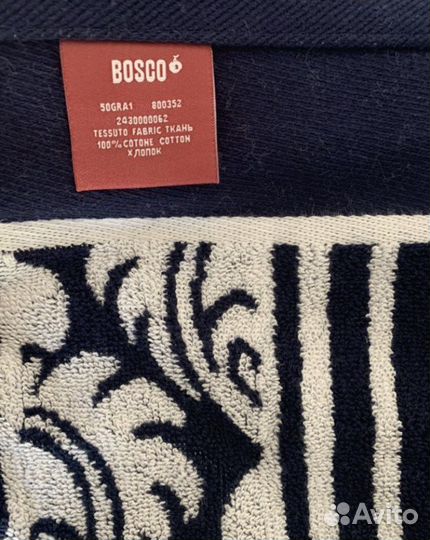 BOSCO
50GRA1 800352
2430000062
TESSUTO FABRIC ТКАНЬ
100% COTONE COTTON
ХЛОПОК
Avito